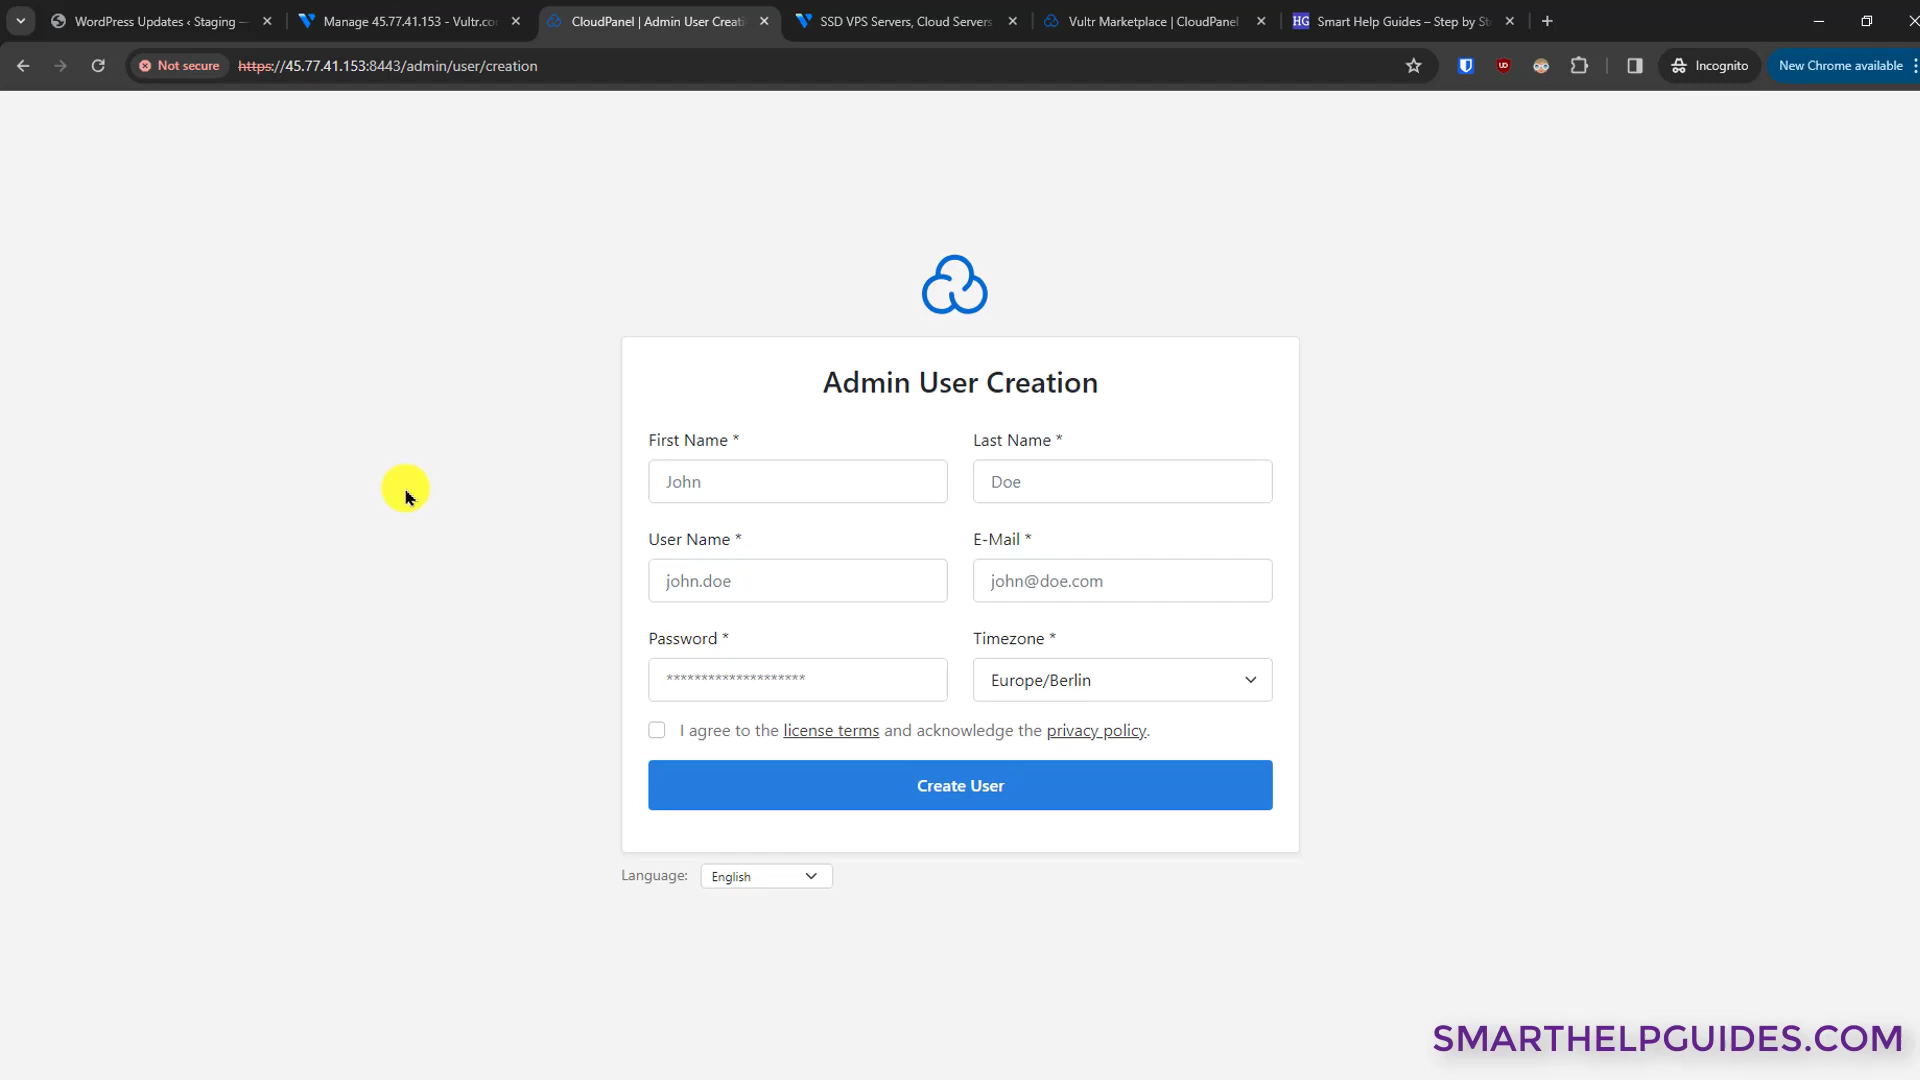 WordPress Updates ‹ Staging —
Manage 45.77.41.153 - Vultr.co
CloudPanel | Admin User Creati
SSD VPS Servers, Cloud Servers
Vultr Marketplace | CloudPanel
HG
Smart Help Guides – Step by St
Not secure
https://45.77.41.153:8443/admin/user/creation
Incognito
New Chrome available
Admin User Creation
First Name *
Last Name *
John
Doe
User Name *
E-Mail *
john.doe
john@doe.com
Password *
Timezone *
********************
Europe/Berlin
I agree to the license terms and acknowledge the privacy policy.
Create User
Language:
English
SMARTHELPGUIDES.COM